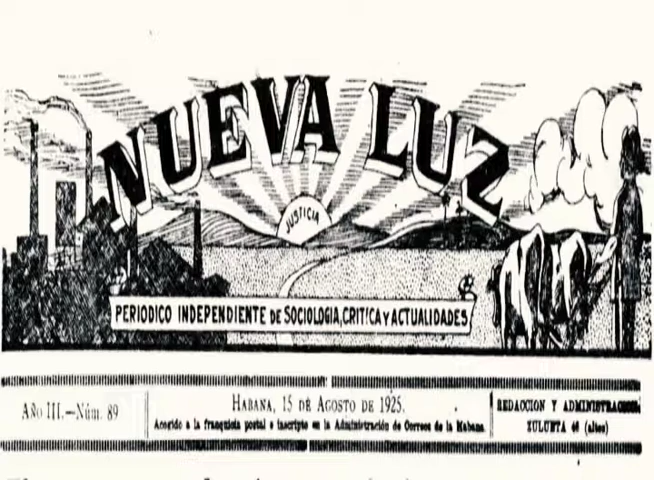 NUEVA LUZ
JUSTICIA
PERIODICO INDEPENDIENTE DE SOCIOLOGIA, CRITICA Y ACTUALIDADES
AÑO III.—Núm. 89
HABANA, 15 DE AGOSTO DE 1925.
Acogido a la franquicia postal e inscripto en la Administración de Correos de la Habana.
REDACCION Y ADMINISTRACION
ZULUETA (altos)